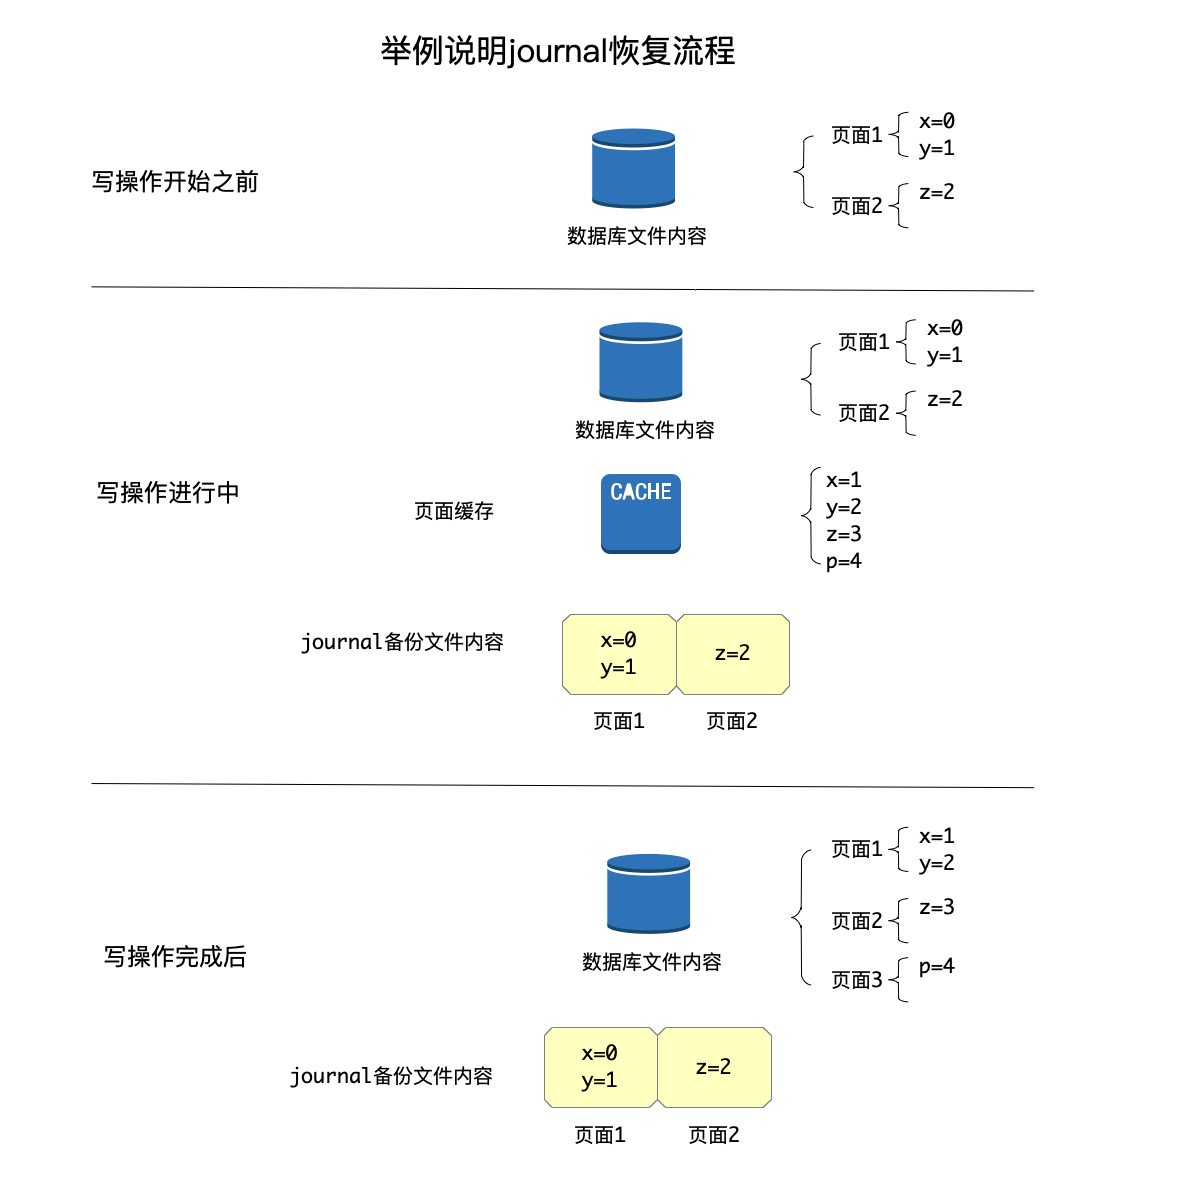 举例说明journal恢复流程
写操作开始之前
数据库文件内容
页面1
x=0
y=1
页面2
z=2
写操作进行中
数据库文件内容
页面1
x=0
y=1
页面2
z=2
页面缓存
CACHE
x=1
y=2
z=3
p=4
journal备份文件内容
x=0
y=1
z=2
页面1
页面2
写操作完成后
数据库文件内容
页面1
x=1
y=2
页面2
z=3
页面3
p=4
journal备份文件内容
x=0
y=1
z=2
页面1
页面2